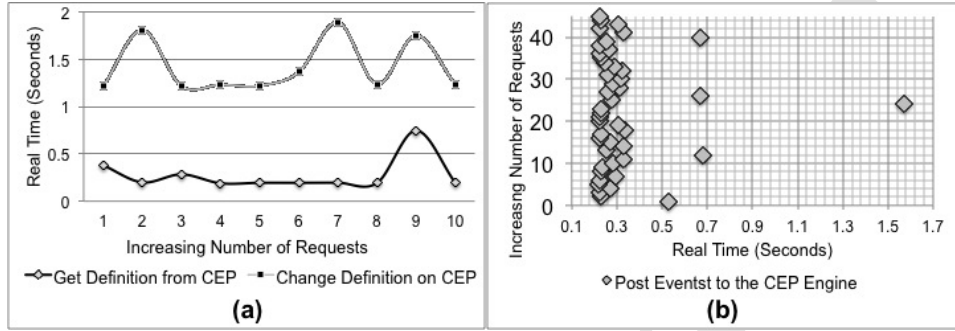 Real Time (Seconds)
2
1.5
1
0.5
0
1 2 3 4 5 6 7 8 9 10
Increasing Number of Requests
Get Definition from CEP Change Definition on CEP
(a)
Increasng Number of Requests
40
30
20
10
0
0.1 0.3 0.5 0.7 0.9 1.1 1.3 1.5 1.7
Real Time (Seconds)
Post Eventst to the CEP Engine
(b)